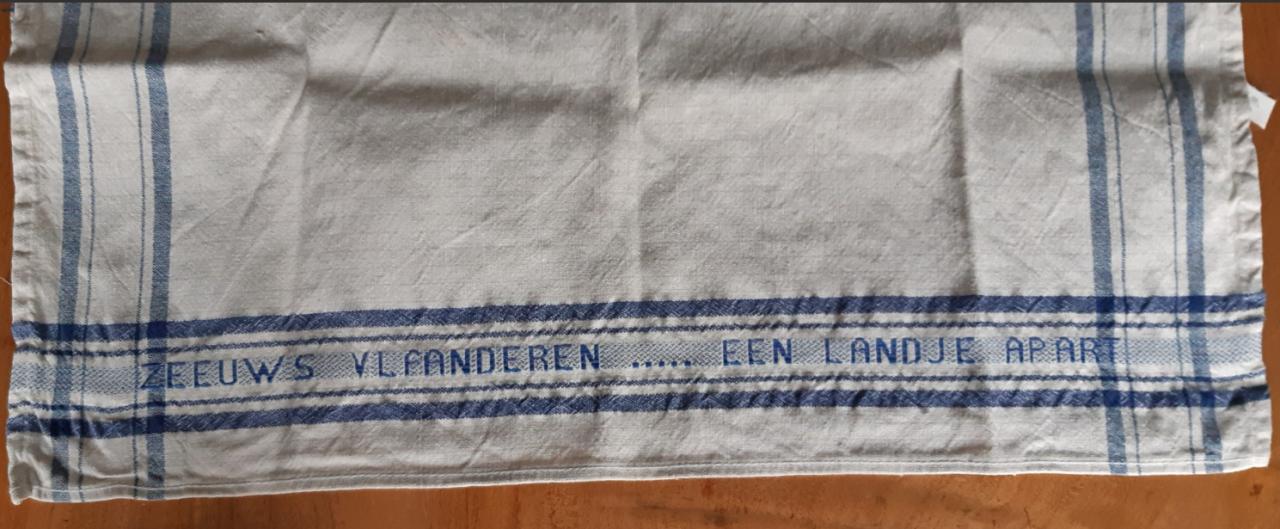 ZEEUWS VLAANDEREN ..... EEN LANDJE APART